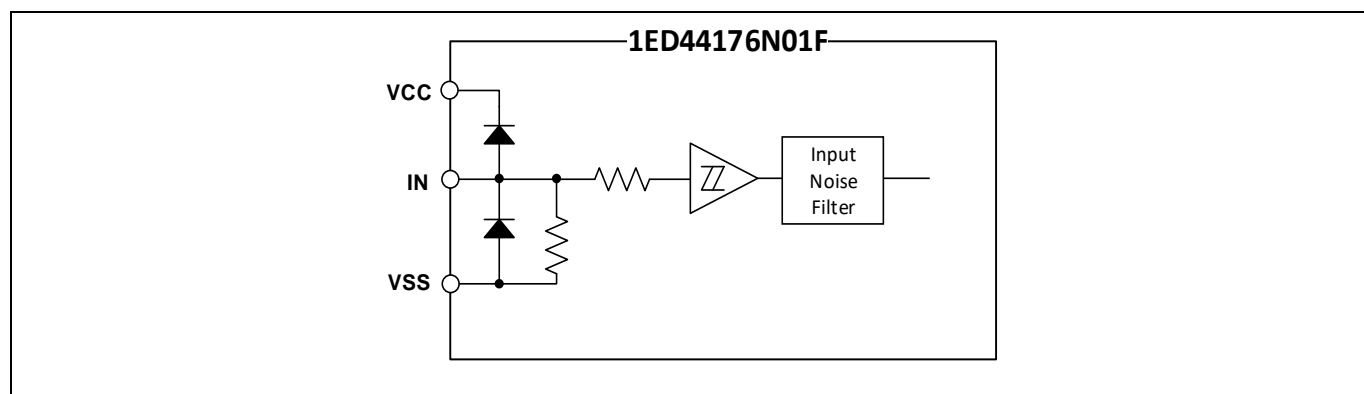 1ED44176N01F
VCC
IN
VSS
Input
Noise
Filter